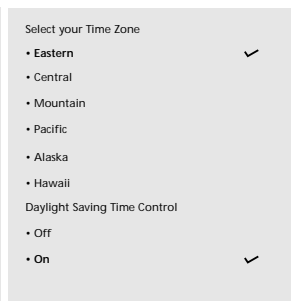 Select your Time Zone
• Eastern
• Central
• Mountain
• Pacific
• Alaska
• Hawaii
Daylight Saving Time Control
• Off
• On